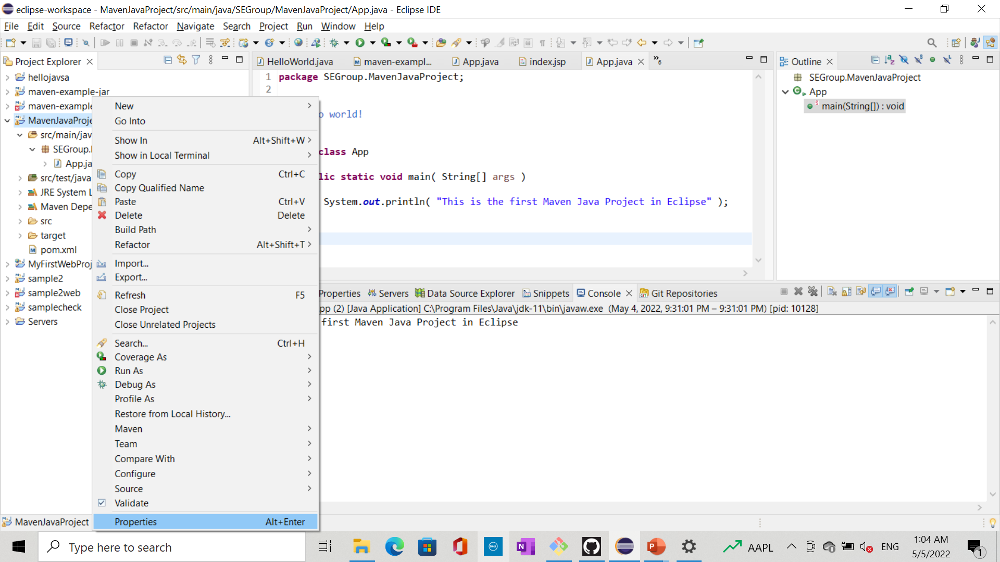 eclipse-workspace - MavenJavaProject/src/main/java/SEGroup/MavenJavaProject/App.java - Eclipse IDE
File Edit Source Refactor Refactor Navigate Search Project Run Window Help
Project Explorer
hellojavsa
maven-example-jar
maven-example
MavenJavaProje
src/main/jav
SEGroup.
App.ja
src/test/java
JRE System L
Maven Depe
src
target
pom.xml
MyFirstWebProj
sample2
sample2web
samplecheck
Servers
New
Go Into
Show In Alt+Shift+W
Show in Local Terminal
Copy Ctrl+C
Copy Qualified Name
Paste Ctrl+V
Delete Delete
Build Path
Refactor Alt+Shift+T
Import...
Export...
Refresh F5
Close Project
Close Unrelated Projects
Search... Ctrl+H
Coverage As
Run As
Debug As
Profile As
Restore from Local History...
Maven
Team
Compare With
Configure
Source
Validate
Properties Alt+Enter
HelloWorld.java maven-exampl... App.java index.jsp App.java »6
1 package SEGroup.MavenJavaProject;
2
o world!
class App
lic static void main( String[] args )
System.out.println( "This is the first Maven Java Project in Eclipse" );
Outline
SEGroup.MavenJavaProject
App
main(String[]) : void
Properties Servers Data Source Explorer Snippets Console Git Repositories
pp (2) [Java Application] C:\Program Files\Java\jdk-11\bin\javaw.exe (May 4, 2022, 9:31:01 PM – 9:31:01 PM) [pid: 10128]
first Maven Java Project in Eclipse
MavenJavaProject
Type here to search
DELL
N
P
AAPL
ENG
1:04 AM
5/5/2022
1